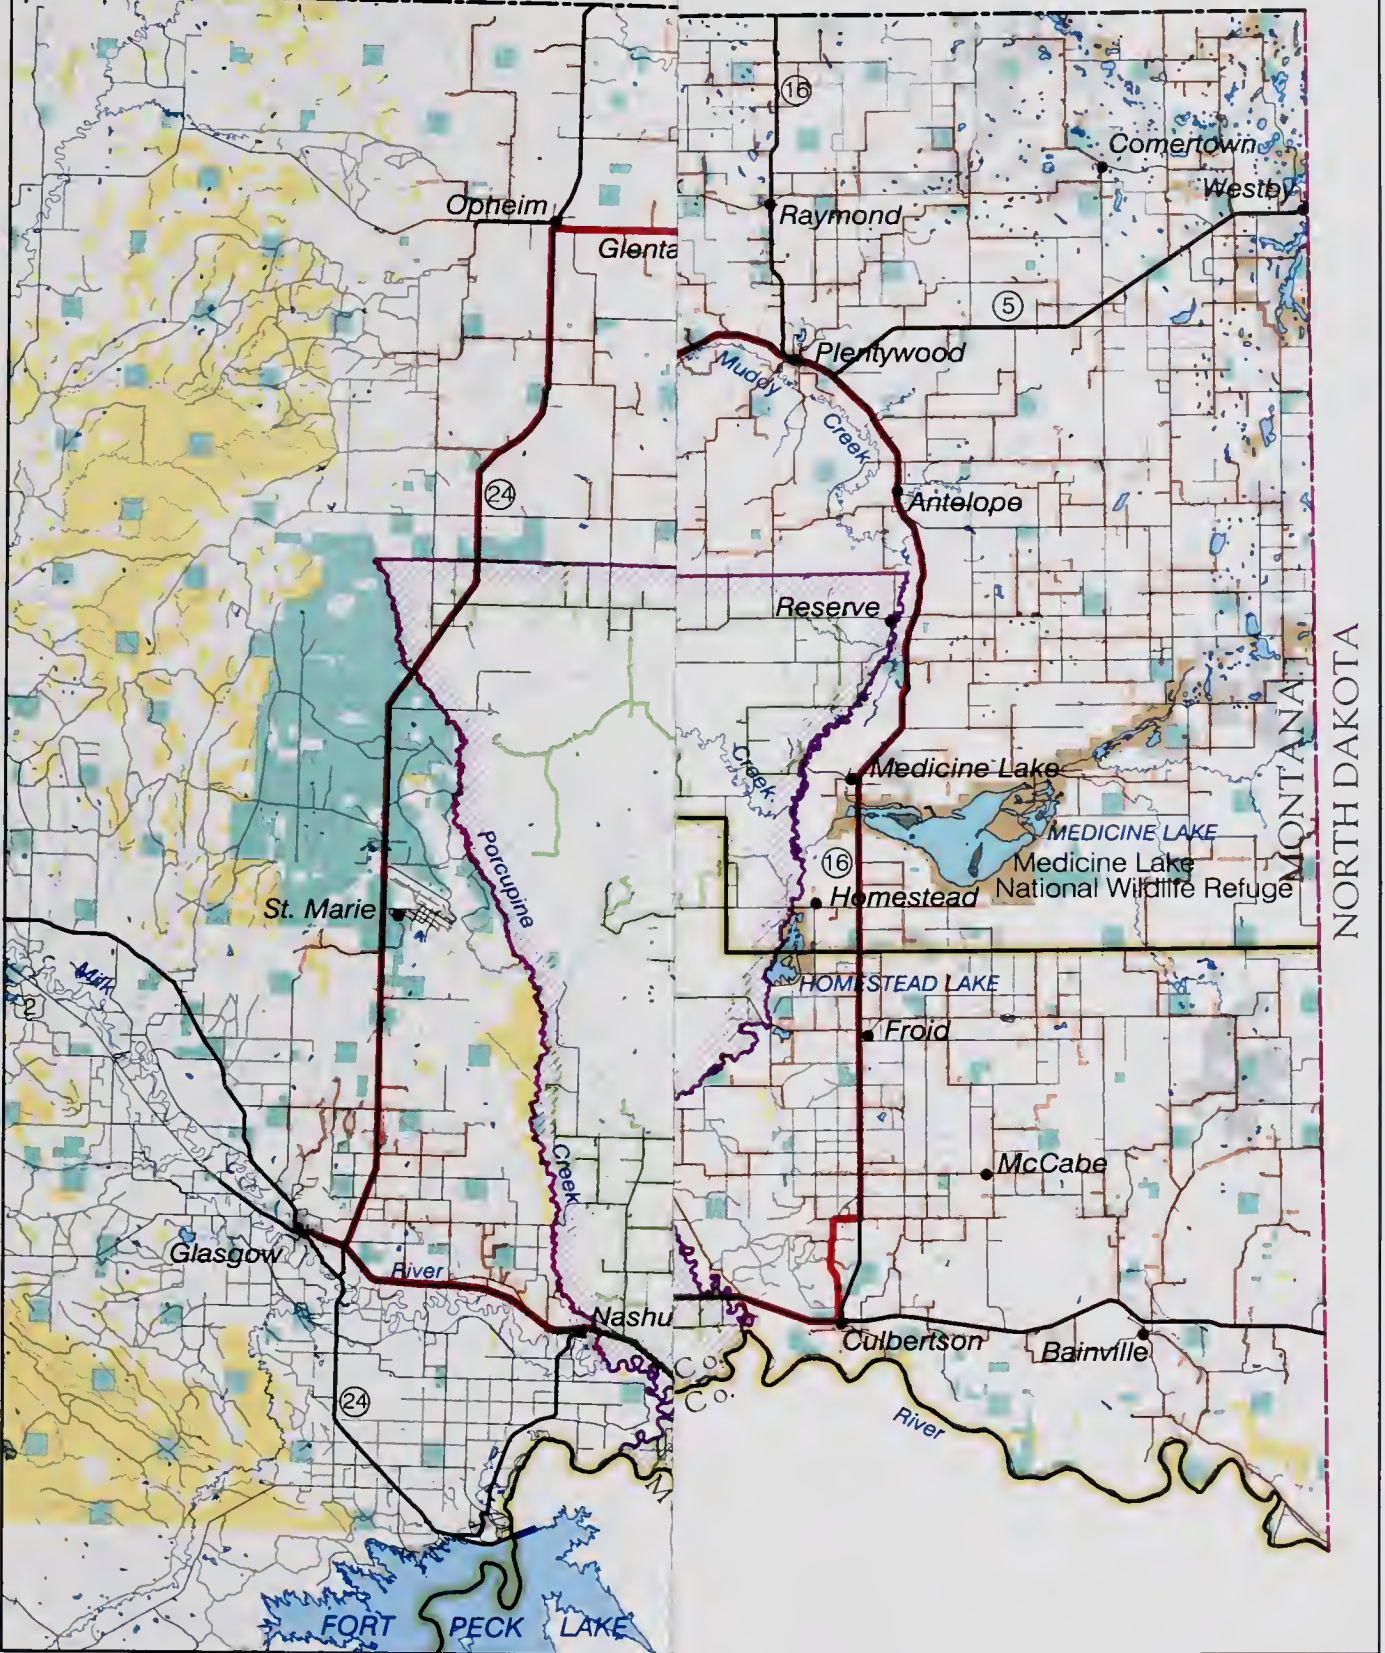 16
Comertown
Westby
Opheim
Raymond
Glenta
5
Plentywood
Muddy
Creek
24
Antelope
Reserve
MONTANA
NORTH DAKOTA
Creek
Medicine Lake
MEDICINE LAKE
Medicine Lake
National Wildlife Refuge
Porcupine
16
Homestead
St. Marie
Milk
2
HOMESTEAD LAKE
Froid
McCabe
Creek
Glasgow
River
Nashu
Culbertson
Bainville
Co.
Co.
24
River
M
FORT PECK LAKE